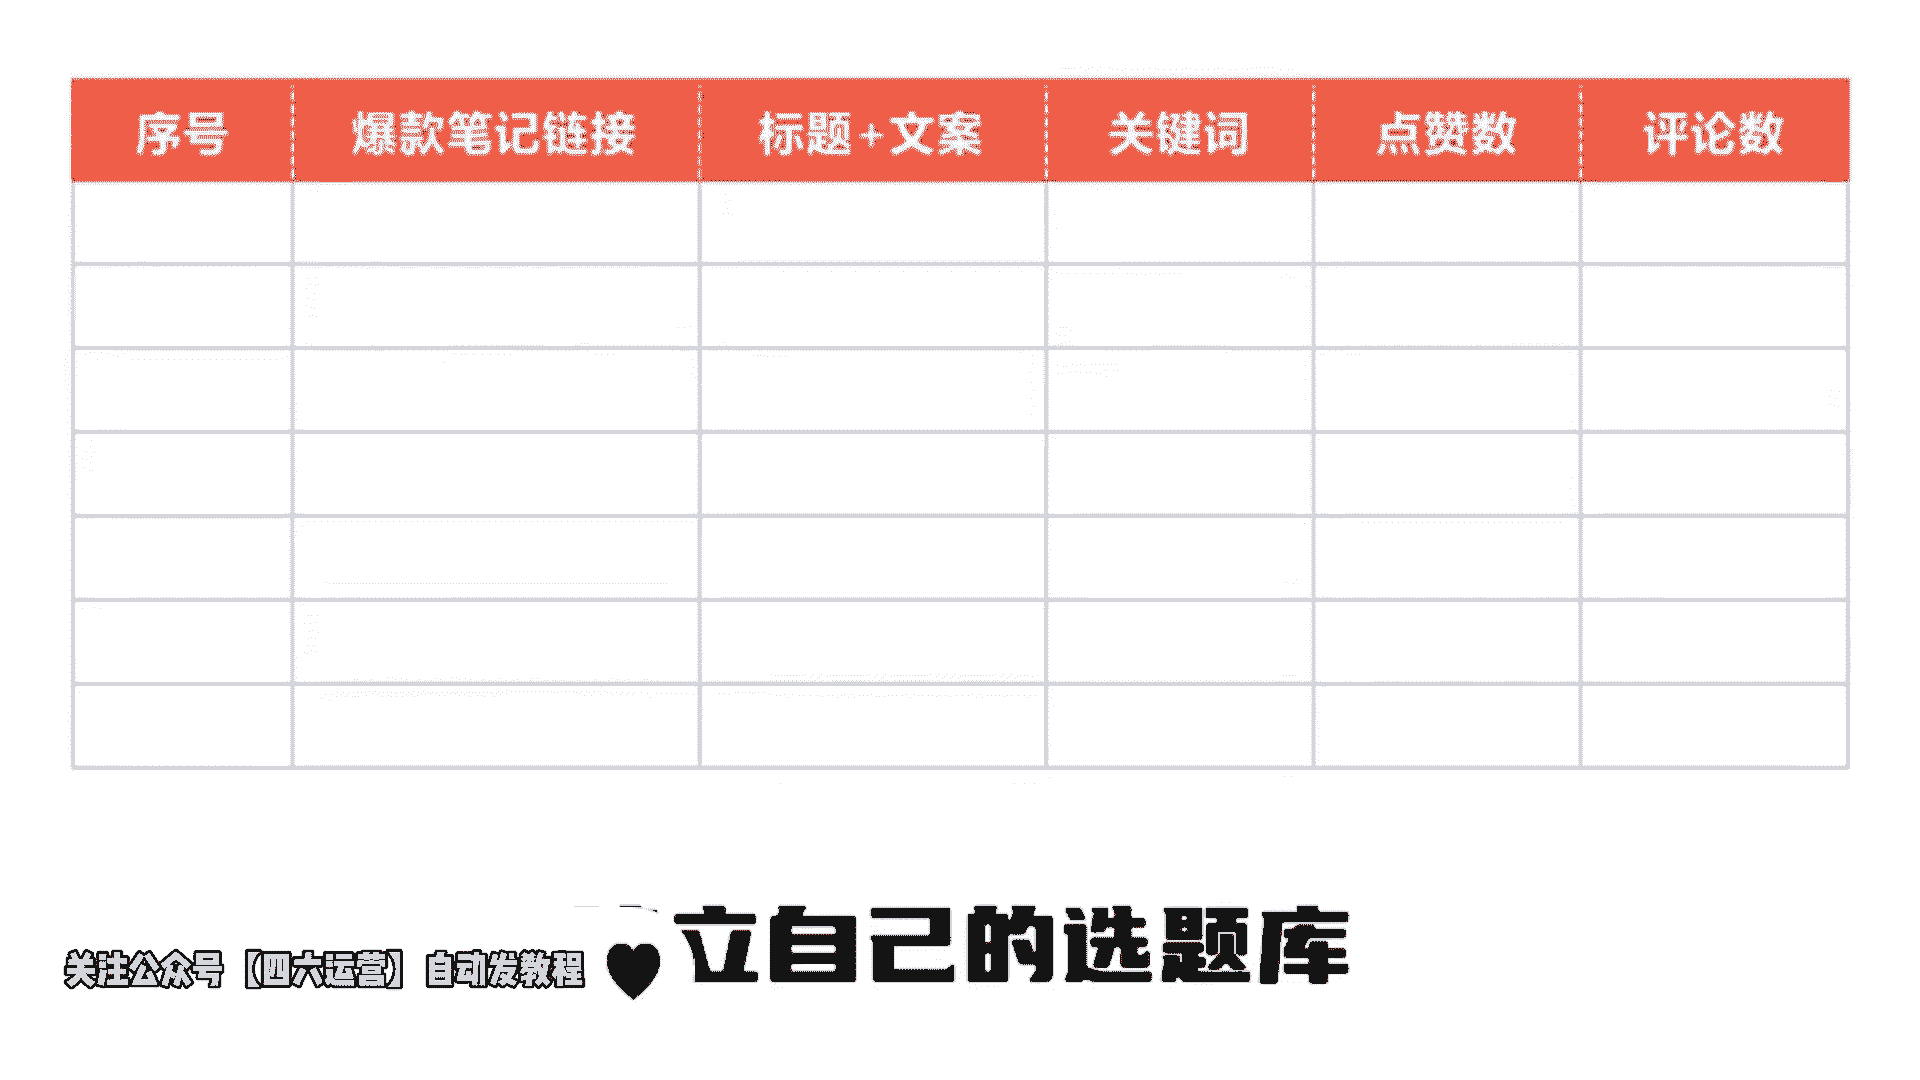 序号 爆款笔记链接 标题+文案 关键词 点赞数 评论数
立自己的选题库
关注公众号【四六运营】自动发教程